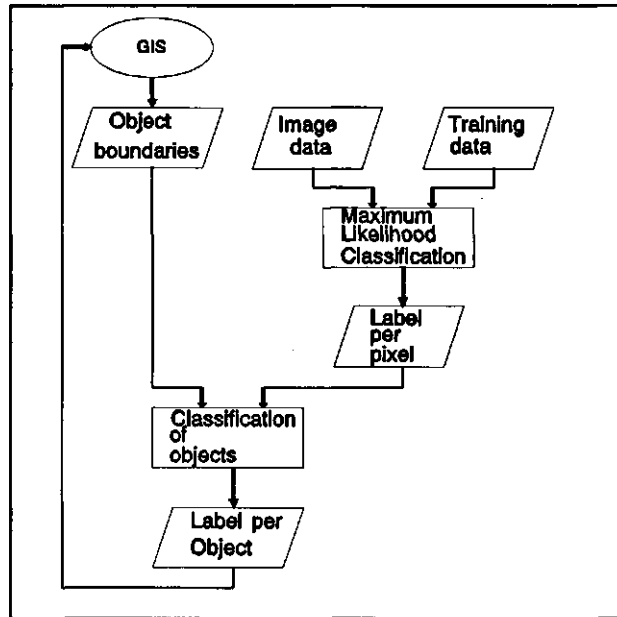 GIS
Object
boundaries
Image
data
Training
data
Maximum
Likelihood
Classification
Label
per
pixel
Classification
of
objects
Label per
Object